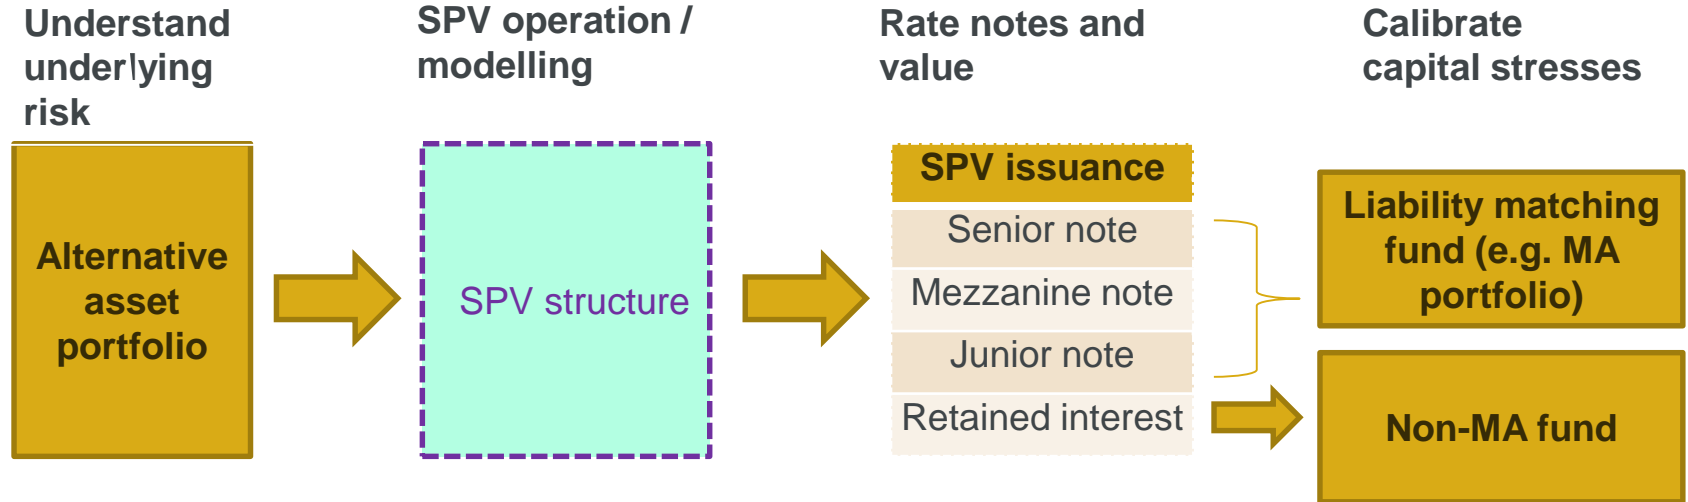 Understand
underlying
risk
SPV operation /
modelling
Rate notes and
value
Calibrate
capital stresses
Alternative
asset
portfolio
SPV structure
SPV issuance
Senior note
Mezzanine note
Junior note
Retained interest
Liability matching
fund (e.g. MA
portfolio)
Non-MA fund